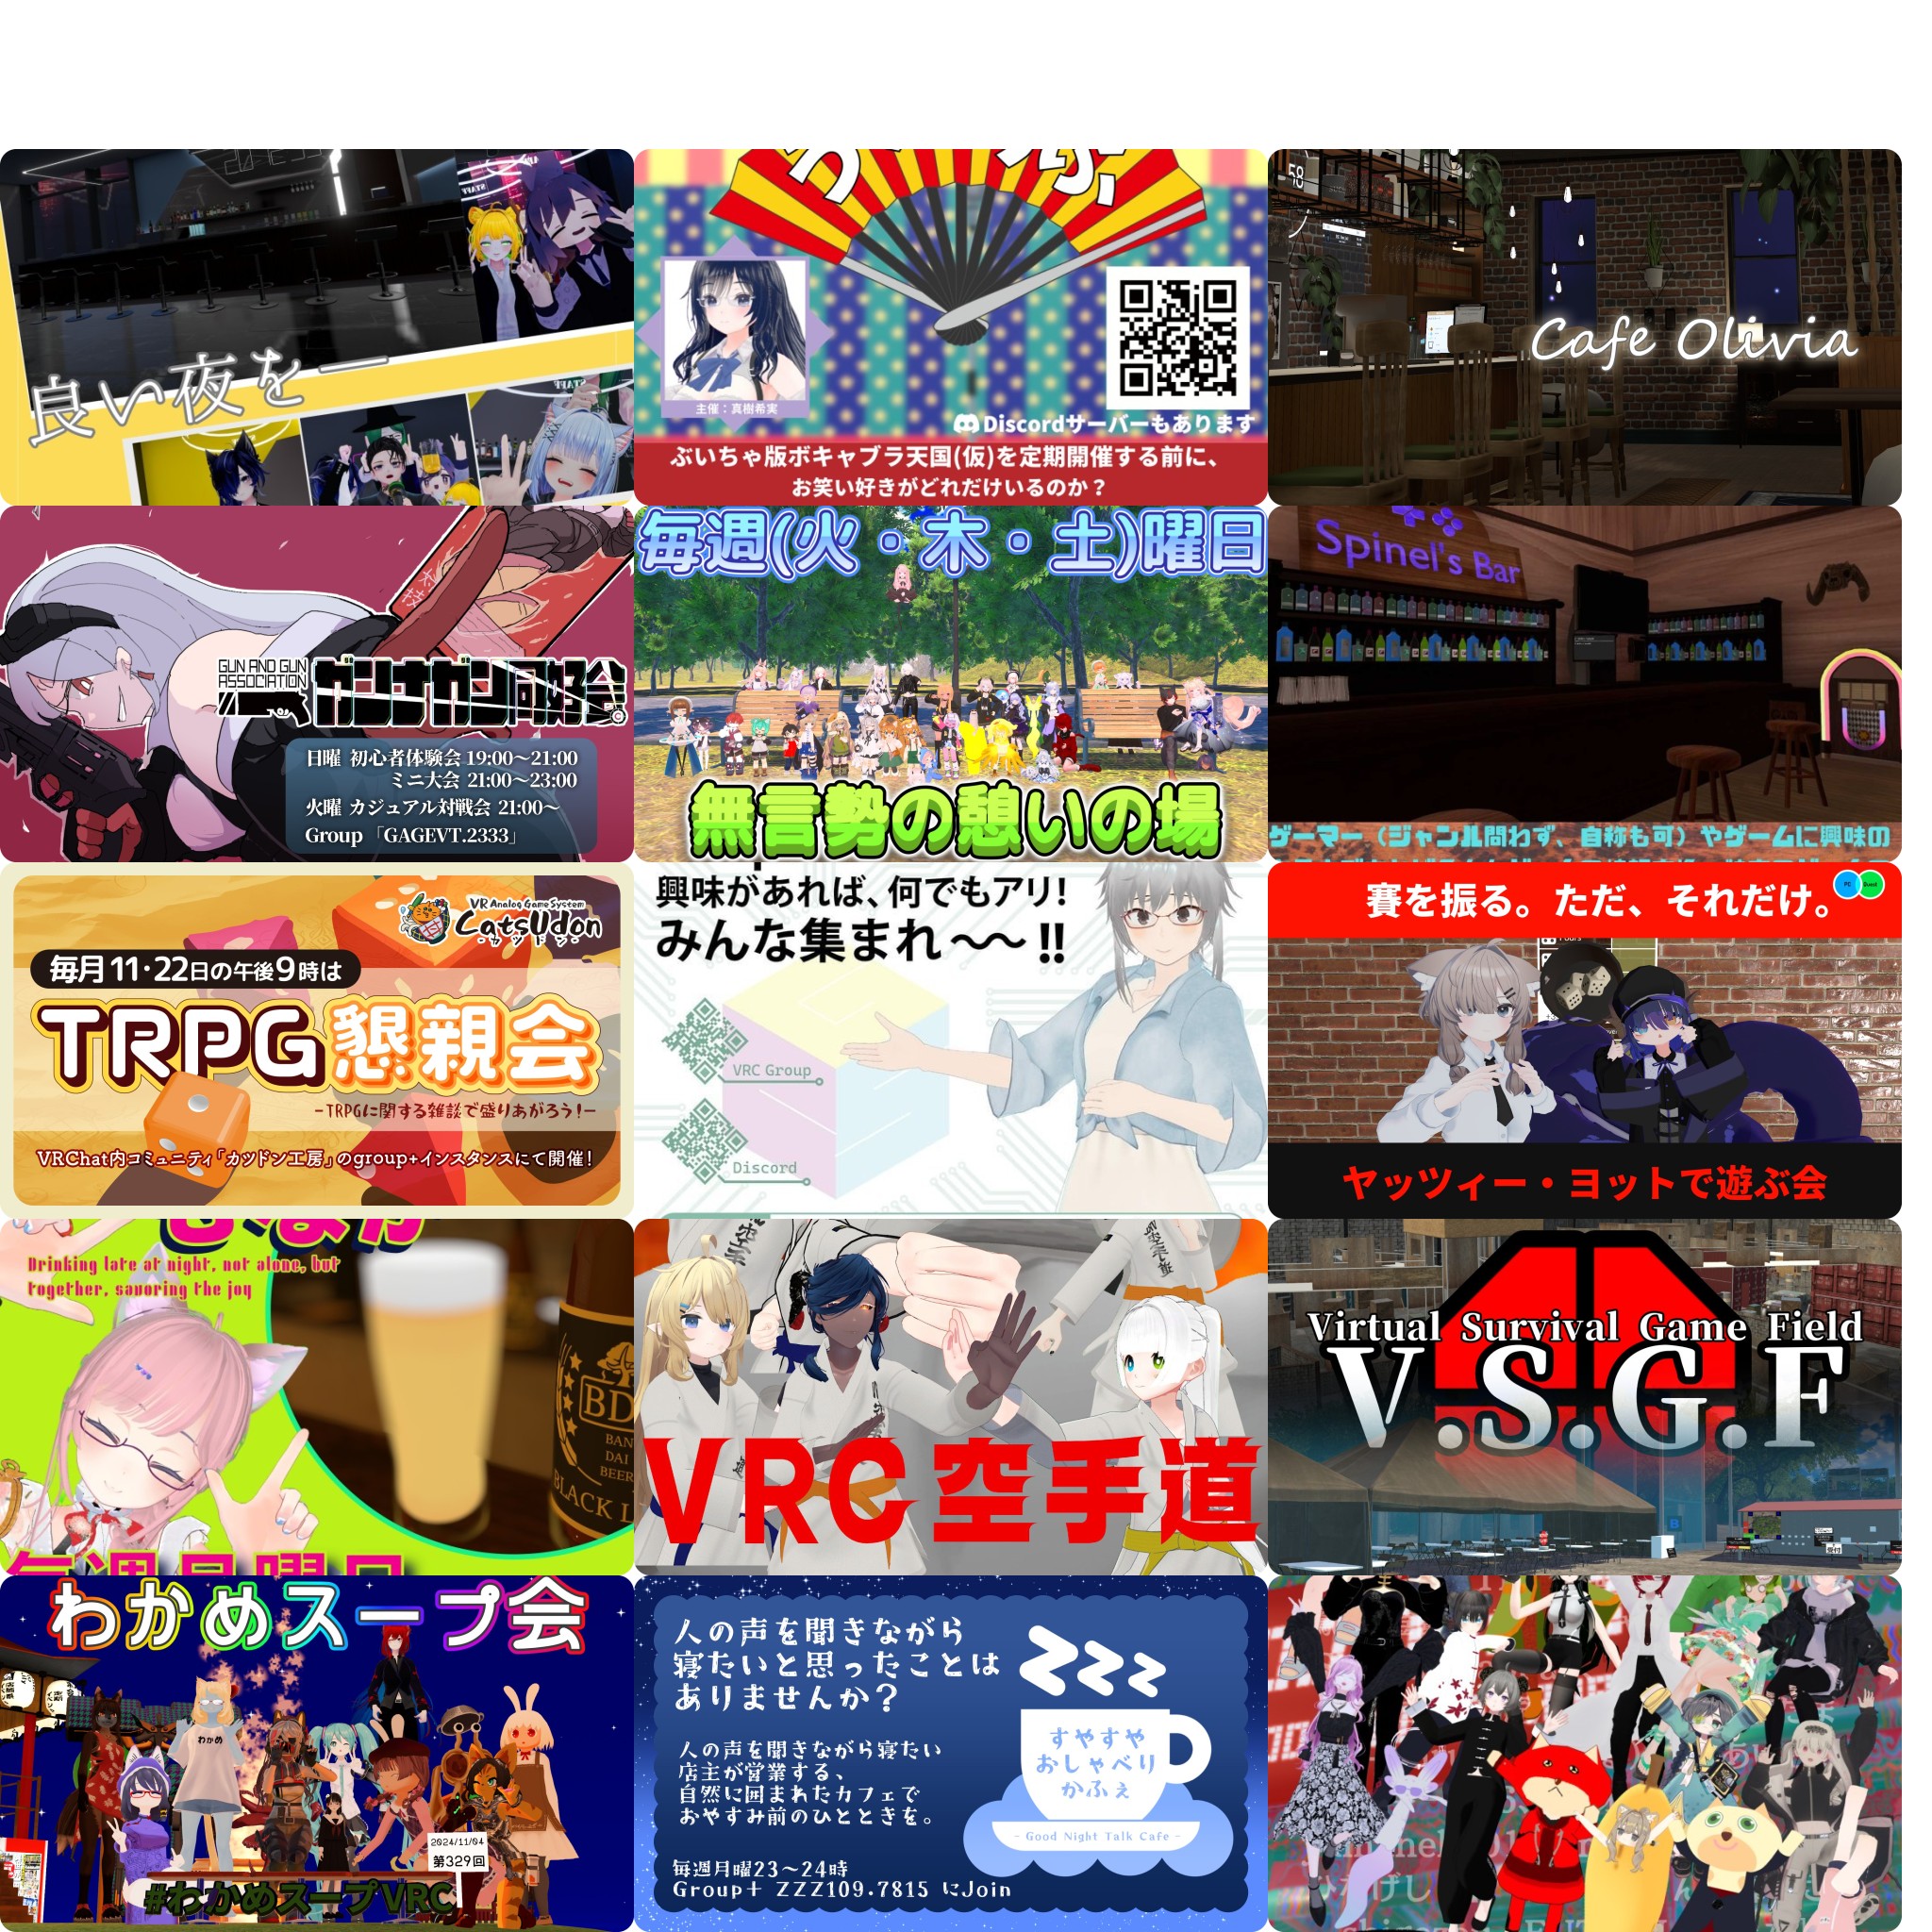 良い夜を―
STAFF
主催：真樹希実
Discordサーバーもあります
ぶいちゃ版ボキャブラ天国(仮)を定期開催する前に、
お笑い好きがどれだけいるのか？
58
Cafe Olivia
GUN AND GUN
ASSOCIATION
ガンナガン同好会
日曜 初心者体験会 19:00～21:00
ミニ大会 21:00～23:00
火曜 カジュアル対戦会 21:00～
Group 「GAGEVT.2333」
毎週(火・木・土)曜日
無言勢の憩いの場
Spinel's Bar
ゲーマー（ジャンル問わず、自称も可）やゲームに興味の
VR Analog Game System
CatsUdon
-カツドン-
毎月11・22日の午後9時は
TRPG懇親会
-TRPGに関する雑談で盛りあがろう!-
VRChat内コミュニティ「カツドン工房」のgroup+インスタンスにて開催!
興味があれば、何でもアリ!
みんな集まれ～～!!
VRC Group
Discord
賽を振る。ただ、それだけ。
PC
Quest
ヤッツィー・ヨットで遊ぶ会
Drinking late at night, not alone, but
together, savoring the joy
毎週月曜日
BLACK L
VRC空手道
Virtual Survival Game Field
V.S.G.F
わかめスープ会
わかめ
2024/11/04
第329回
#わかめスープVRC
人の声を聞きながら
寝たいと思ったことは
ありませんか？
人の声を聞きながら寝たい
店主が営業する、
自然に囲まれたカフェで
おやすみ前のひとときを。
毎週月曜23～24時
Group+ ZZZ109.7815 にJoin
zzz
すやすや
おしゃべり
かふぇ
- Good Night Talk Cafe -